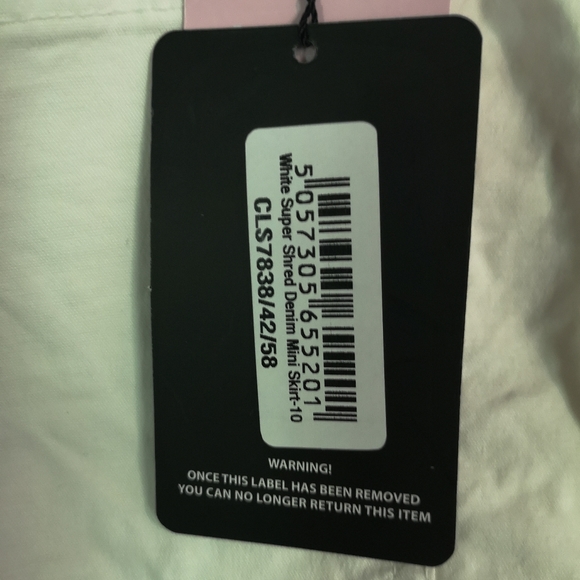 5 057305 655201
White Super Shred Denim Mini Skirt-10
CLS7838/42/58
WARNING!
ONCE THIS LABEL HAS BEEN REMOVED
YOU CAN NO LONGER RETURN THIS ITEM